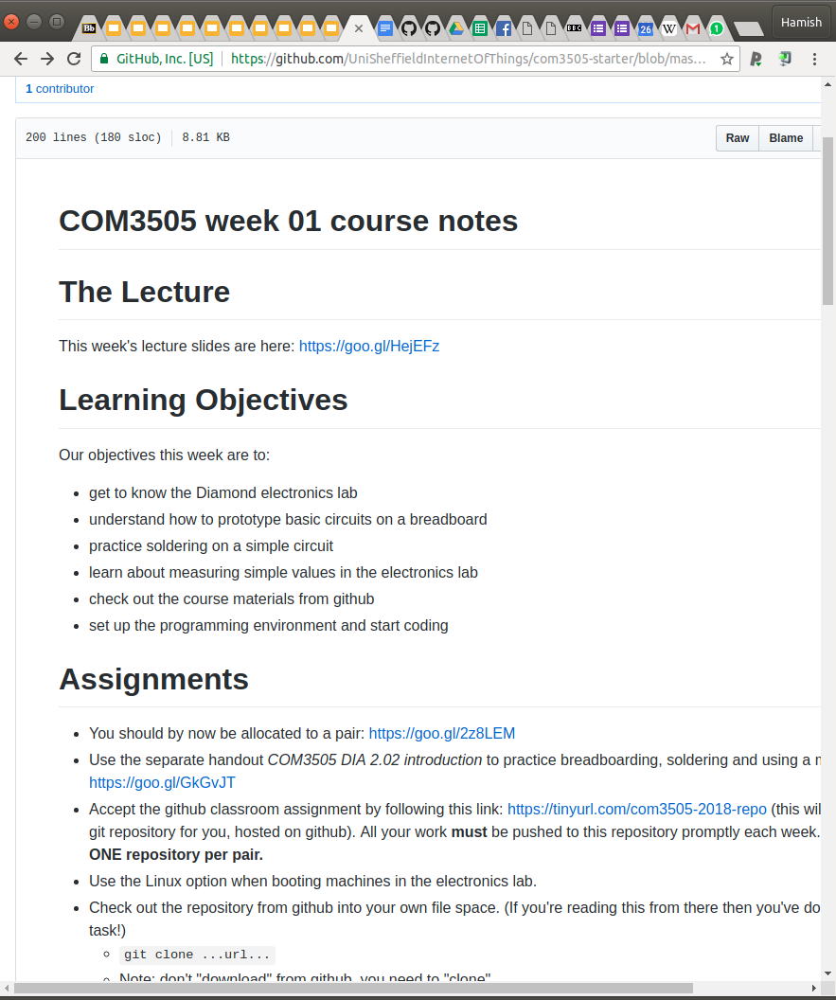 Bb
BBC
26
W
1
Hamish
GitHub, Inc. [US]
https://github.com/UniSheffieldInternetOfThings/com3505-starter/blob/mas...
1 contributor
200 lines (180 sloc)
8.81 KB
Raw
Blame
COM3505 week 01 course notes
The Lecture
This week's lecture slides are here: https://goo.gl/HejEFz
Learning Objectives
Our objectives this week are to:
get to know the Diamond electronics lab
understand how to prototype basic circuits on a breadboard
practice soldering on a simple circuit
learn about measuring simple values in the electronics lab
check out the course materials from github
set up the programming environment and start coding
Assignments
You should by now be allocated to a pair: https://goo.gl/2z8LEM
Use the separate handout COM3505 DIA 2.02 introduction to practice breadboarding, soldering and using a
https://goo.gl/GkGvJT
Accept the github classroom assignment by following this link: https://tinyurl.com/com3505-2018-repo (this wil
git repository for you, hosted on github). All your work must be pushed to this repository promptly each week.
ONE repository per pair.
Use the Linux option when booting machines in the electronics lab.
Check out the repository from github into your own file space. (If you're reading this from there then you've do
task!)
git clone ...url...
Note: don't "download" from github, you need to "clone"